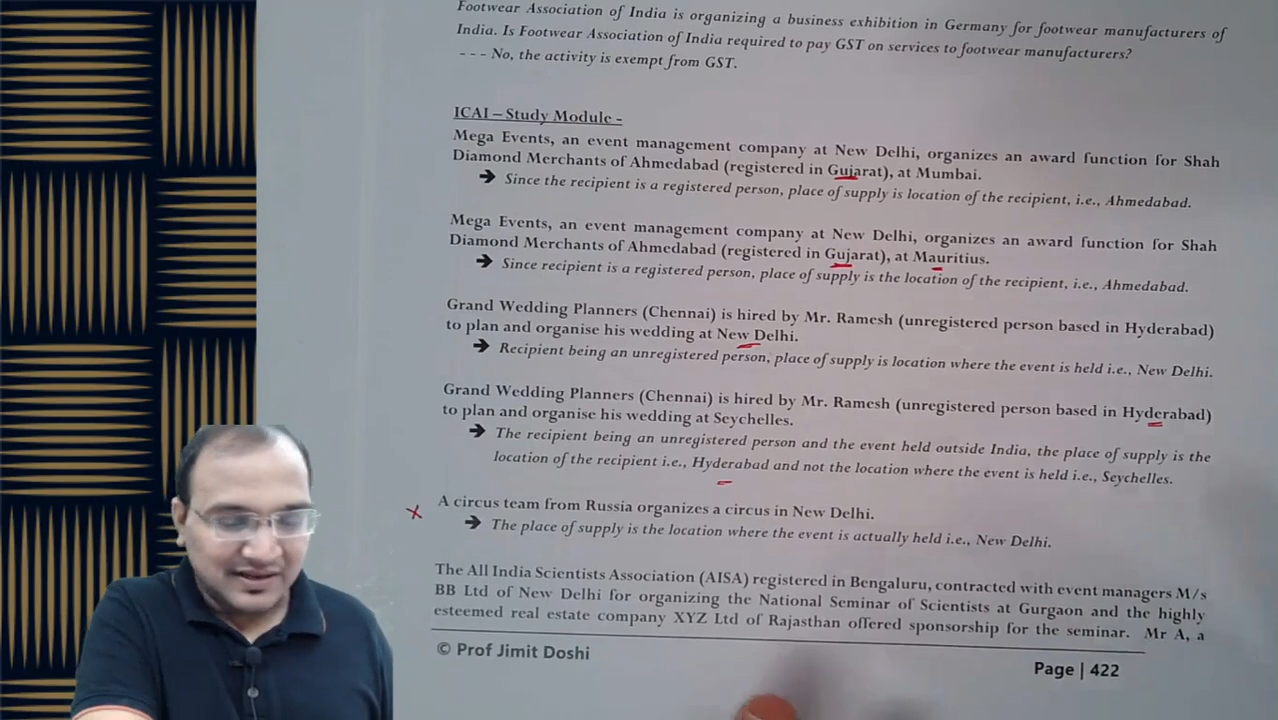 Footwear Association of India is organizing a business exhibition in Germany for footwear manufacturers of
India. Is Footwear Association of India required to pay GST on services to footwear manufacturers?
- - - No, the activity is exempt from GST.
ICAI – Study Module -
Mega Events, an event management company at New Delhi, organizes an award function for Shah
Diamond Merchants of Ahmedabad (registered in Gujarat), at Mumbai.
➔ Since the recipient is a registered person, place of supply is location of the recipient, i.e., Ahmedabad.
Mega Events, an event management company at New Delhi, organizes an award function for Shah
Diamond Merchants of Ahmedabad (registered in Gujarat), at Mauritius.
➔ Since recipient is a registered person, place of supply is the location of the recipient, i.e., Ahmedabad.
Grand Wedding Planners (Chennai) is hired by Mr. Ramesh (unregistered person based in Hyderabad)
to plan and organise his wedding at New Delhi.
➔ Recipient being an unregistered person, place of supply is location where the event is held i.e., New Delhi.
Grand Wedding Planners (Chennai) is hired by Mr. Ramesh (unregistered person based in Hyderabad)
to plan and organise his wedding at Seychelles.
➔ The recipient being an unregistered person and the event held outside India, the place of supply is the
location of the recipient i.e., Hyderabad and not the location where the event is held i.e., Seychelles.
A circus team from Russia organizes a circus in New Delhi.
➔ The place of supply is the location where the event is actually held i.e., New Delhi.
The All India Scientists Association (AISA) registered in Bengaluru, contracted with event managers M/s
BB Ltd of New Delhi for organizing the National Seminar of Scientists at Gurgaon and the highly
esteemed real estate company XYZ Ltd of Rajasthan offered sponsorship for the seminar. Mr A, a
© Prof Jimit Doshi
Page | 422